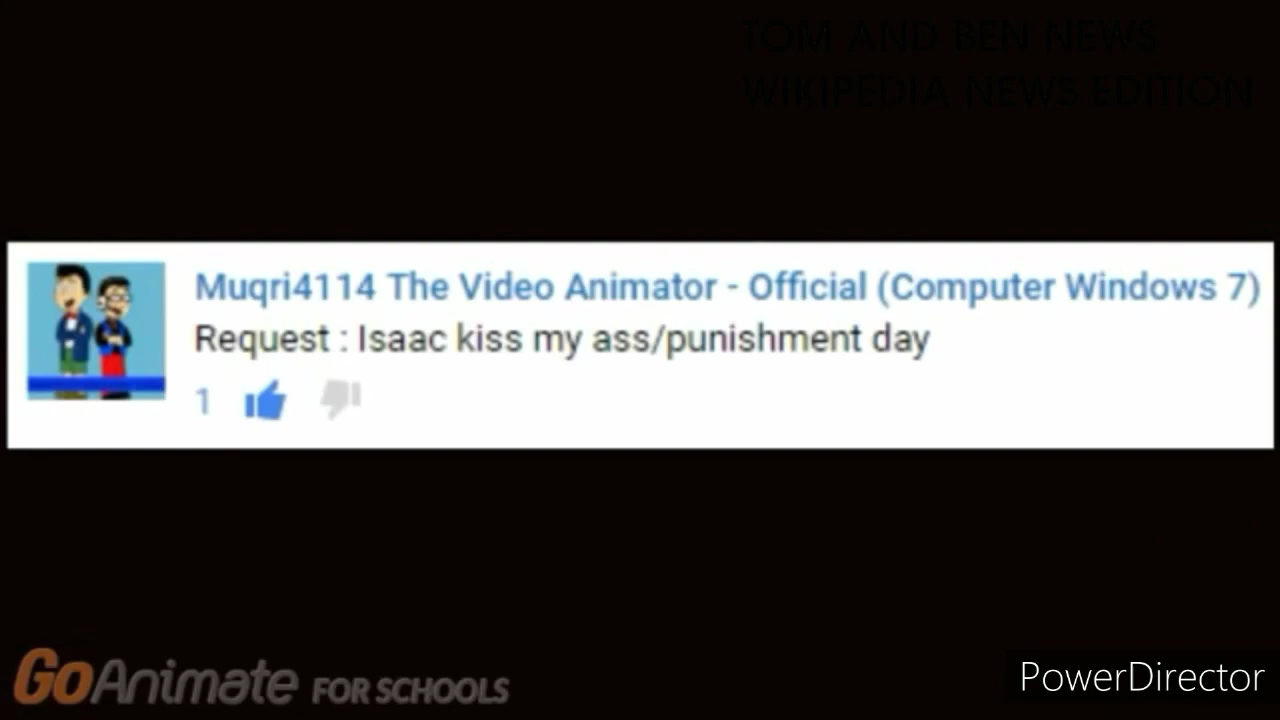 TOM AND BEN NEWS
WIKIPEDIA NEWS EDITION
Muqri4114 The Video Animator - Official (Computer Windows 7)
Request : Isaac kiss my ass/punishment day
1
GoAnimate FOR SCHOOLS
PowerDirector